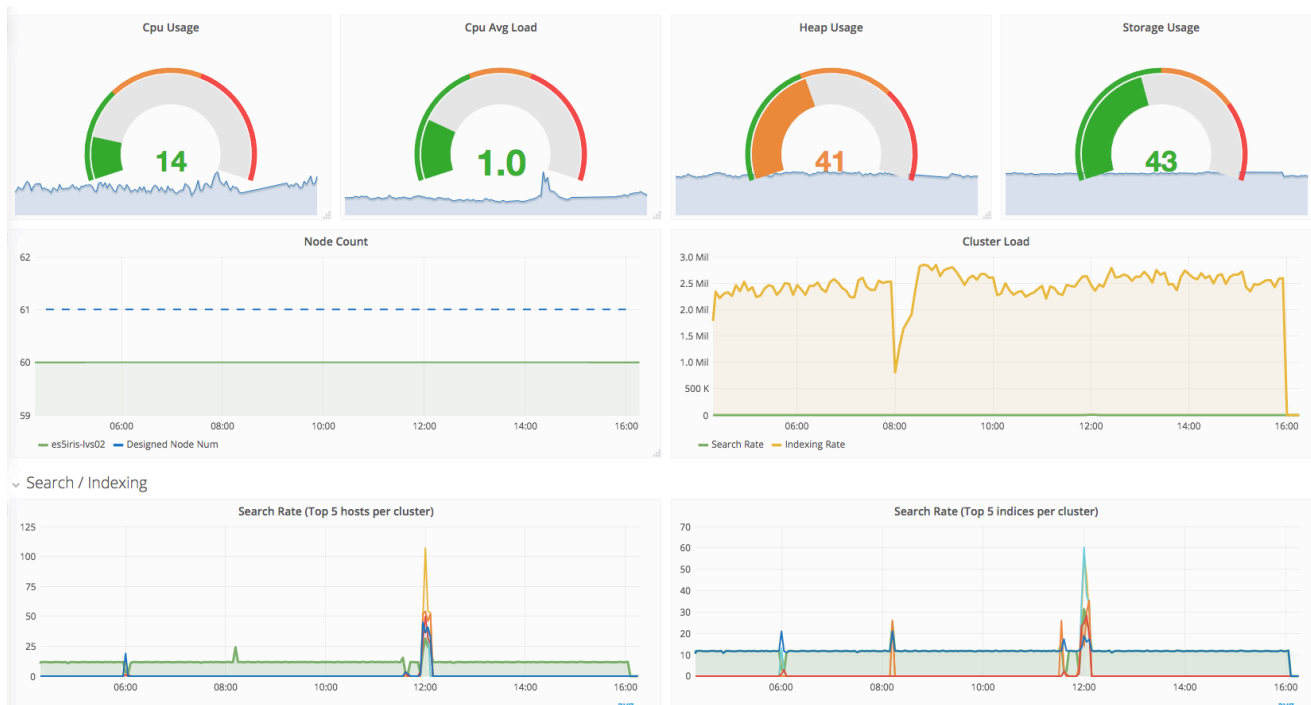 Cpu Usage
Cpu Avg Load
Heap Usage
Storage Usage
14
1.0
41
43
Node Count
62
61
60
59
06:00 08:00 10:00 12:00 14:00 16:00
es5iris-lvs02 Designed Node Num
Cluster Load
3.0 Mil
2.5 Mil
2.0 Mil
1.5 Mil
1.0 Mil
500 K
0
06:00 08:00 10:00 12:00 14:00 16:00
Search Rate Indexing Rate
Search / Indexing
Search Rate (Top 5 hosts per cluster)
125
100
75
50
25
0
06:00 08:00 10:00 12:00 14:00 16:00
Search Rate (Top 5 indices per cluster)
70
60
50
40
30
20
10
0
06:00 08:00 10:00 12:00 14:00 16:00